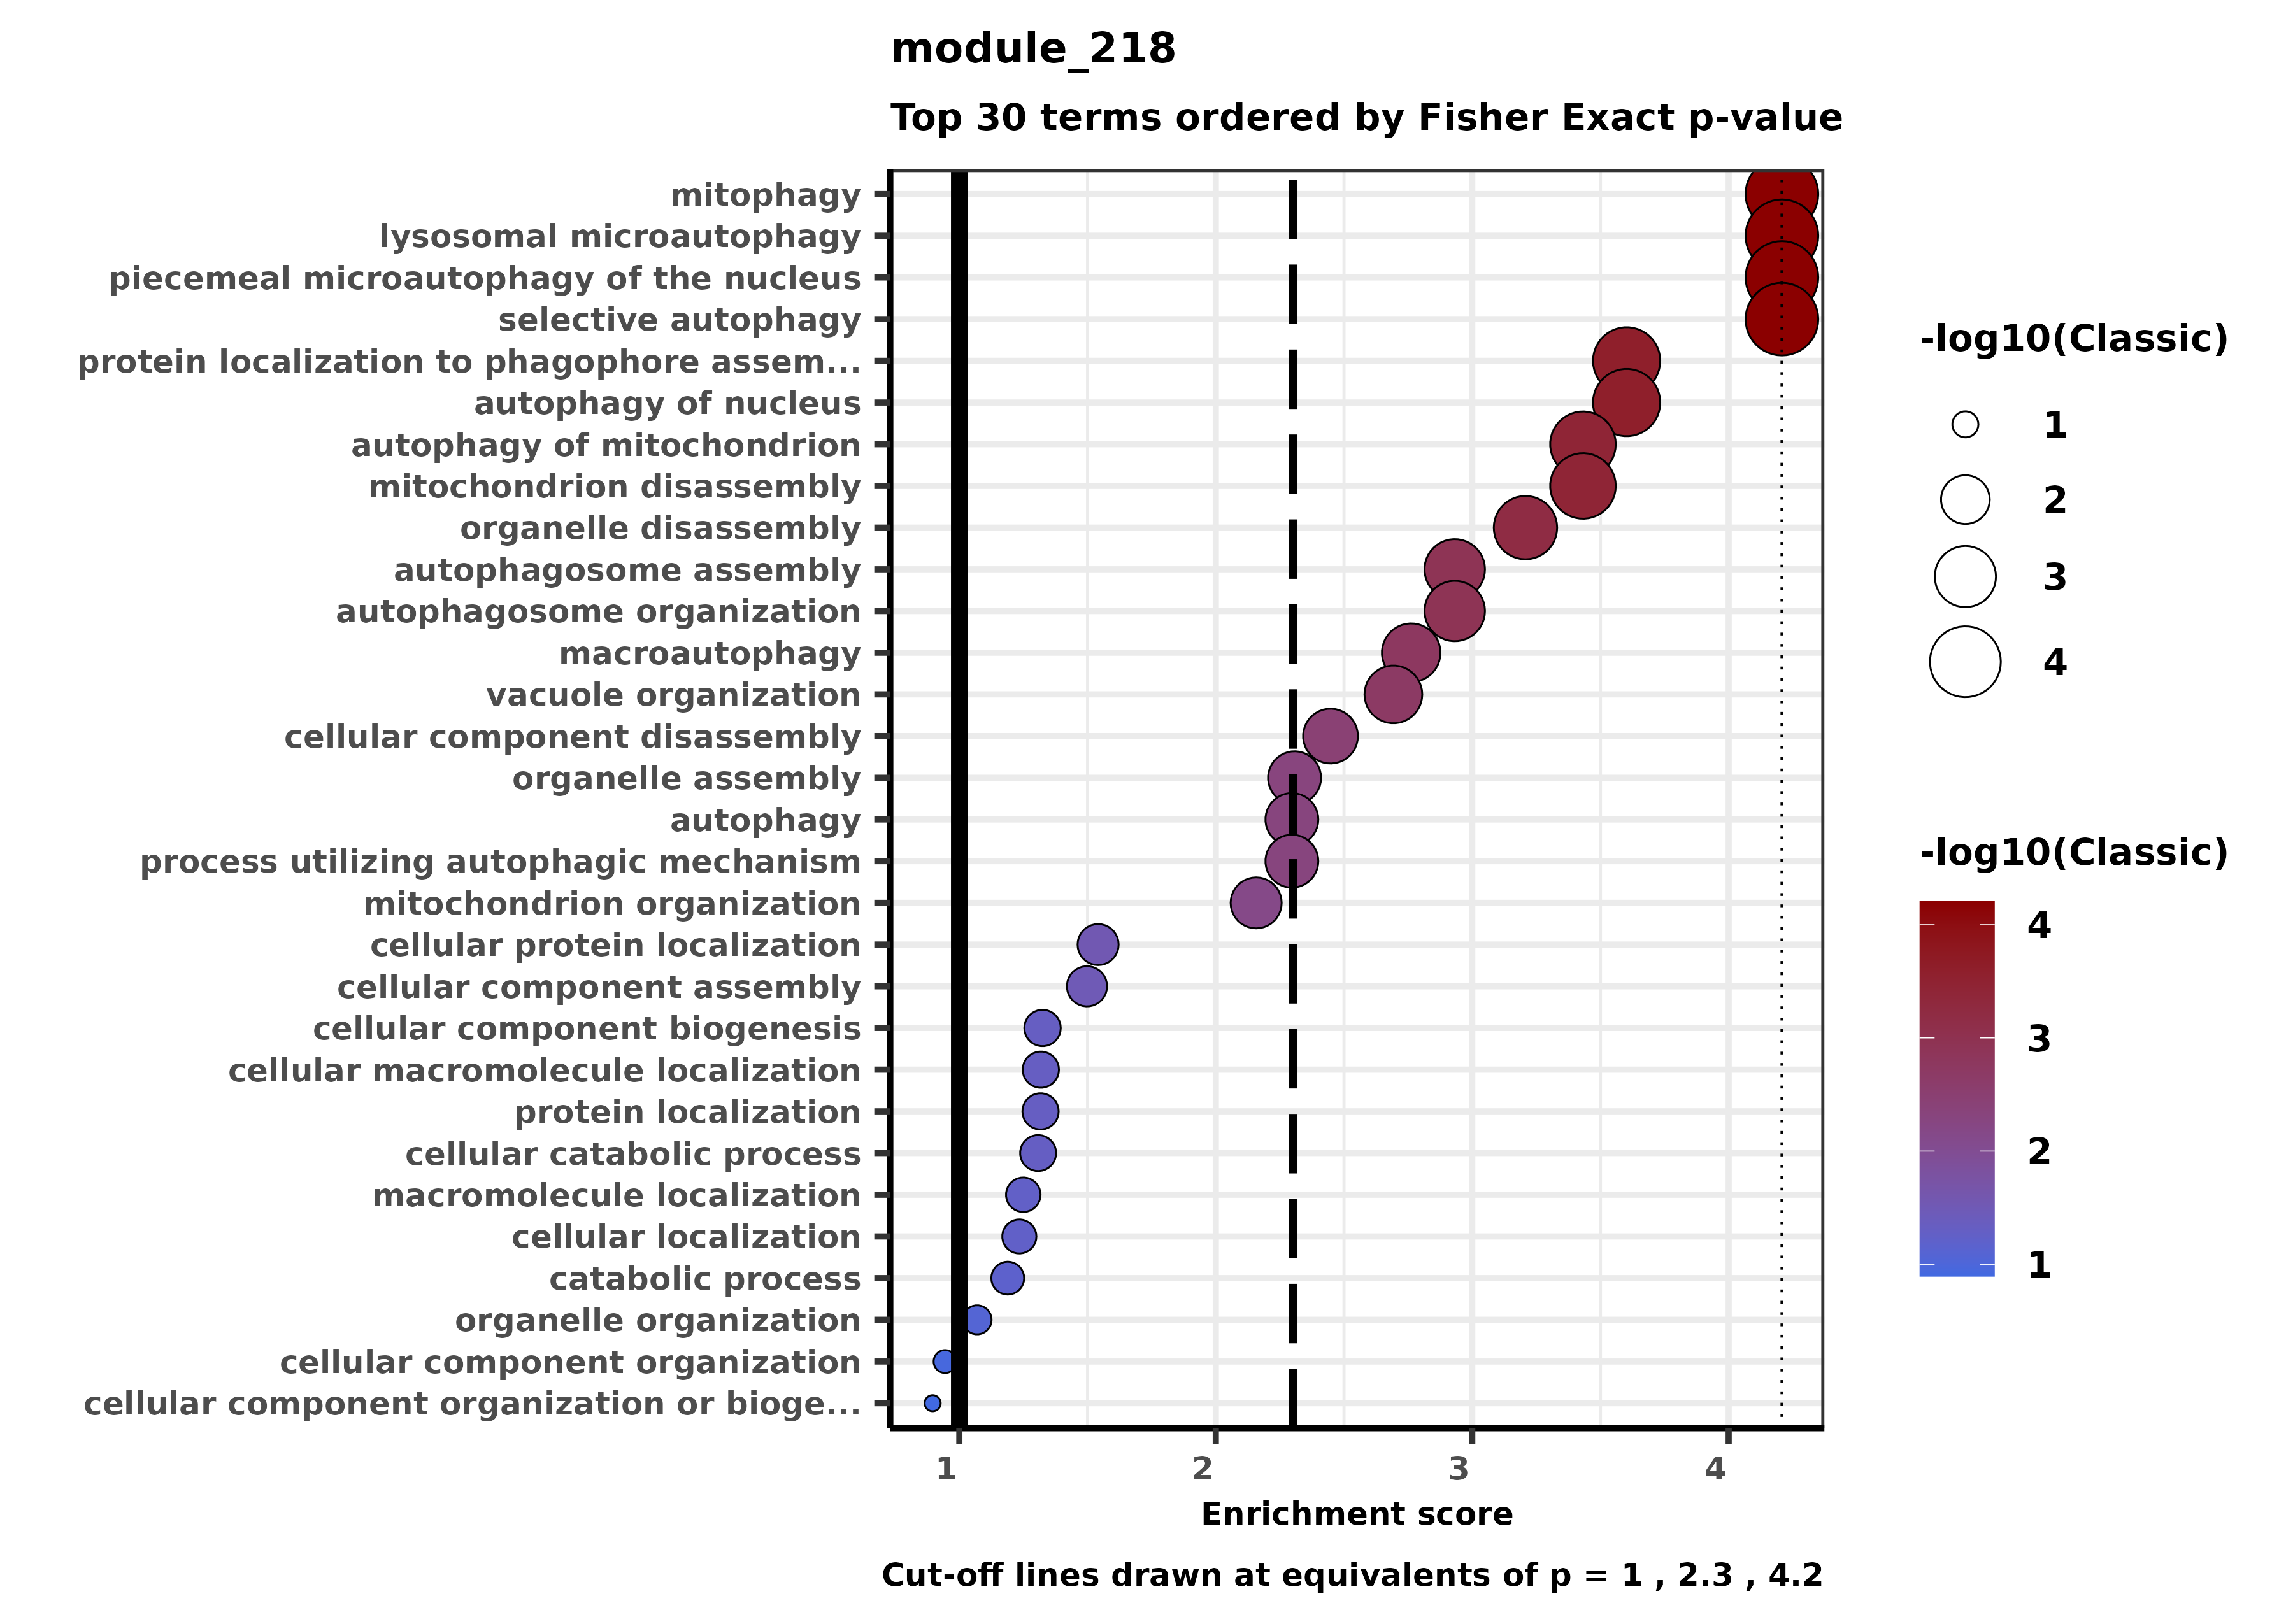 module_218
Top 30 terms ordered by Fisher Exact p-value
mitophagy
lysosomal microautophagy
piecemeal microautophagy of the nucleus
selective autophagy
protein localization to phagophore assem...
autophagy of nucleus
autophagy of mitochondrion
mitochondrion disassembly
organelle disassembly
autophagosome assembly
autophagosome organization
macroautophagy
vacuole organization
cellular component disassembly
organelle assembly
autophagy
process utilizing autophagic mechanism
mitochondrion organization
cellular protein localization
cellular component assembly
cellular component biogenesis
cellular macromolecule localization
protein localization
cellular catabolic process
macromolecule localization
cellular localization
catabolic process
organelle organization
cellular component organization
cellular component organization or bioge...
1 2 3 4
Enrichment score
Cut-off lines drawn at equivalents of p = 1 , 2.3 , 4.2
-log10(Classic)
1
2
3
4
-log10(Classic)
4
3
2
1